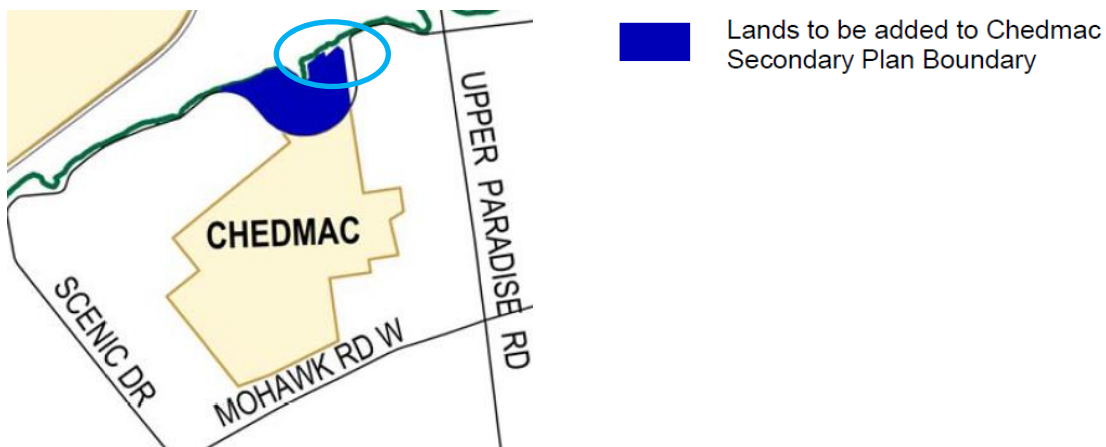 Lands to be added to Chedmac
Secondary Plan Boundary
UPPER PARADISE RD
CHEDMAC
SCENIC DR
MOHAWK RD W